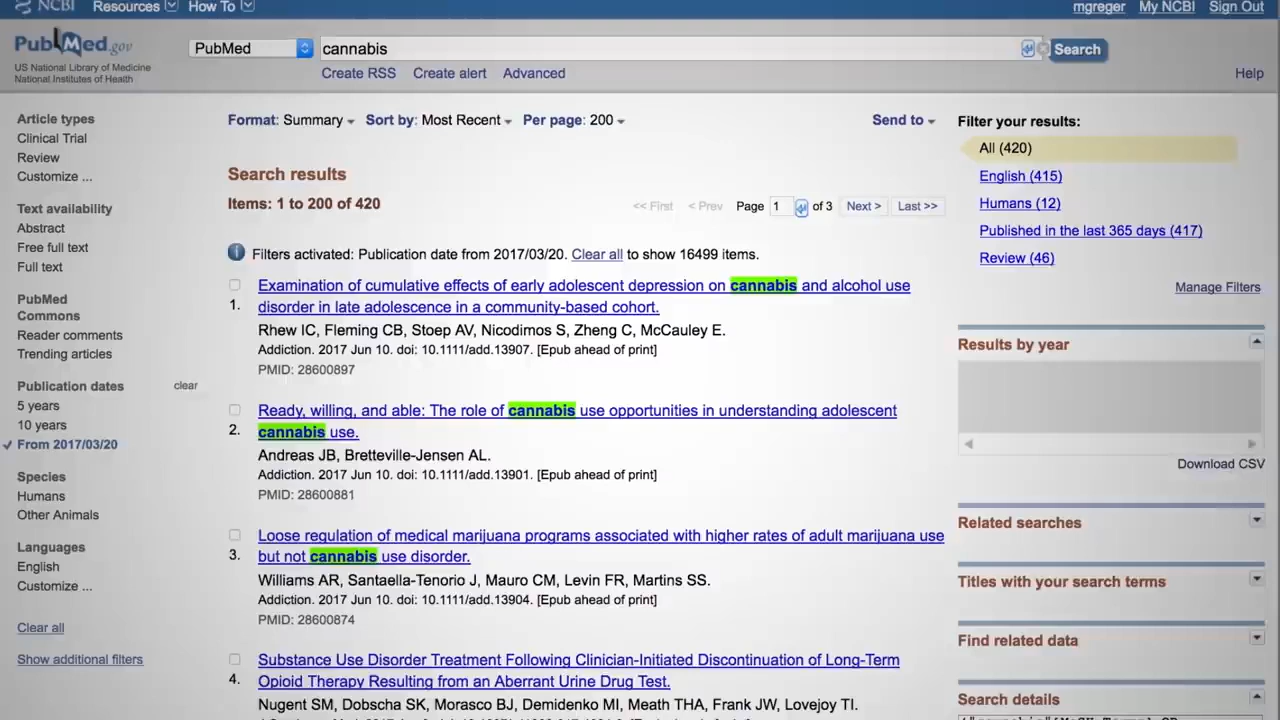 NCBI Resources How To mgreger My NCBI Sign Out
PubMed.gov
US National Library of Medicine
National Institutes of Health
PubMed cannabis Search
Create RSS Create alert Advanced Help
Article types
Clinical Trial
Review
Customize ...
Text availability
Abstract
Free full text
Full text
PubMed
Commons
Reader comments
Trending articles
Publication dates clear
5 years
10 years
From 2017/03/20
Species
Humans
Other Animals
Languages
English
Customize ...
Clear all
Show additional filters
Format: Summary Sort by: Most Recent Per page: 200 Send to
Search results
Items: 1 to 200 of 420
<< First < Prev Page 1 of 3 Next > Last >>
Filters activated: Publication date from 2017/03/20. Clear all to show 16499 items.
Examination of cumulative effects of early adolescent depression on cannabis and alcohol use
1. disorder in late adolescence in a community-based cohort.
Rhew IC, Fleming CB, Stoep AV, Nicodimos S, Zheng C, McCauley E.
Addiction. 2017 Jun 10. doi: 10.1111/add.13907. [Epub ahead of print]
PMID: 28600897
Ready, willing, and able: The role of cannabis use opportunities in understanding adolescent
2. cannabis use.
Andreas JB, Bretteville-Jensen AL.
Addiction. 2017 Jun 10. doi: 10.1111/add.13901. [Epub ahead of print]
PMID: 28600881
Loose regulation of medical marijuana programs associated with higher rates of adult marijuana use
3. but not cannabis use disorder.
Williams AR, Santaella-Tenorio J, Mauro CM, Levin FR, Martins SS.
Addiction. 2017 Jun 10. doi: 10.1111/add.13904. [Epub ahead of print]
PMID: 28600874
Substance Use Disorder Treatment Following Clinician-Initiated Discontinuation of Long-Term
4. Opioid Therapy Resulting from an Aberrant Urine Drug Test.
Nugent SM, Dobscha SK, Morasco BJ, Demidenko MI, Meath THA, Frank JW, Lovejoy TI.
Filter your results:
All (420)
English (415)
Humans (12)
Published in the last 365 days (417)
Review (46)
Manage Filters
Results by year
Download CSV
Related searches
Titles with your search terms
Find related data
Search details